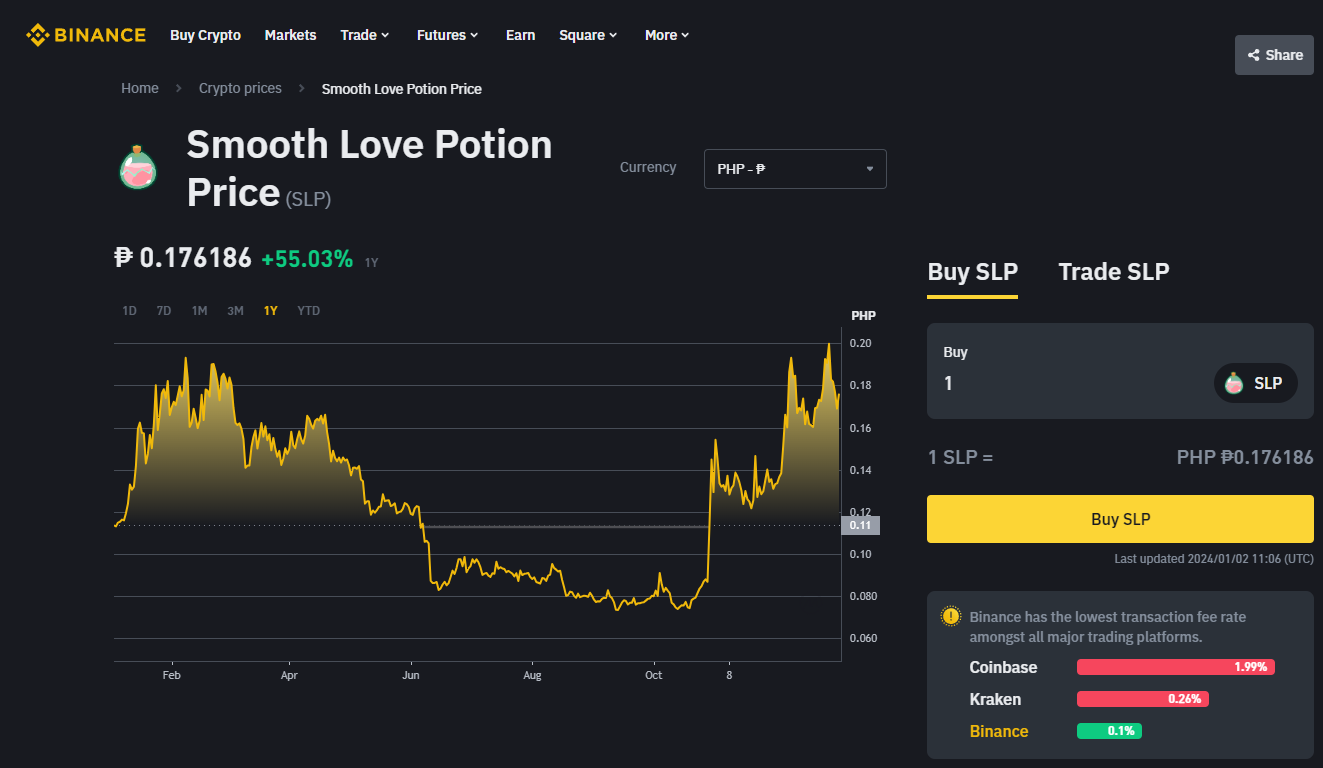 BINANCE
Buy Crypto Markets Trade Futures Earn Square More
Share
Home > Crypto prices > Smooth Love Potion Price
Smooth Love Potion
Price (SLP)
Currency
PHP - ₱
₱ 0.176186 +55.03% 1Y
1D 7D 1M 3M 1Y YTD
PHP
0.20
0.18
0.16
0.14
0.12
0.11
0.10
0.080
0.060
Feb Apr Jun Aug Oct 8
Buy SLP Trade SLP
Buy
1
SLP
1 SLP = PHP ₱0.176186
Buy SLP
Last updated 2024/01/02 11:06 (UTC)
Binance has the lowest transaction fee rate
amongst all major trading platforms.
Coinbase 1.99%
Kraken 0.26%
Binance 0.1%